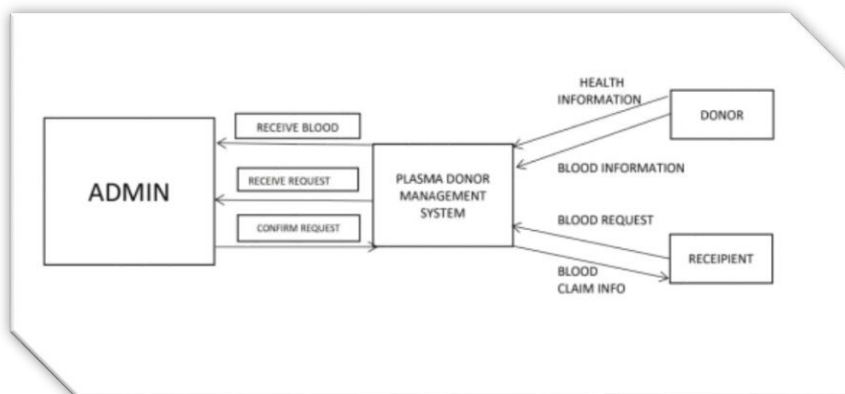 HEALTH
INFORMATION
DONOR
RECEIVE BLOOD
ADMIN
RECEIVE REQUEST
PLASMA DONOR
MANAGEMENT
SYSTEM
BLOOD INFORMATION
CONFIRM REQUEST
BLOOD REQUEST
RECEIPIENT
BLOOD
CLAIM INFO